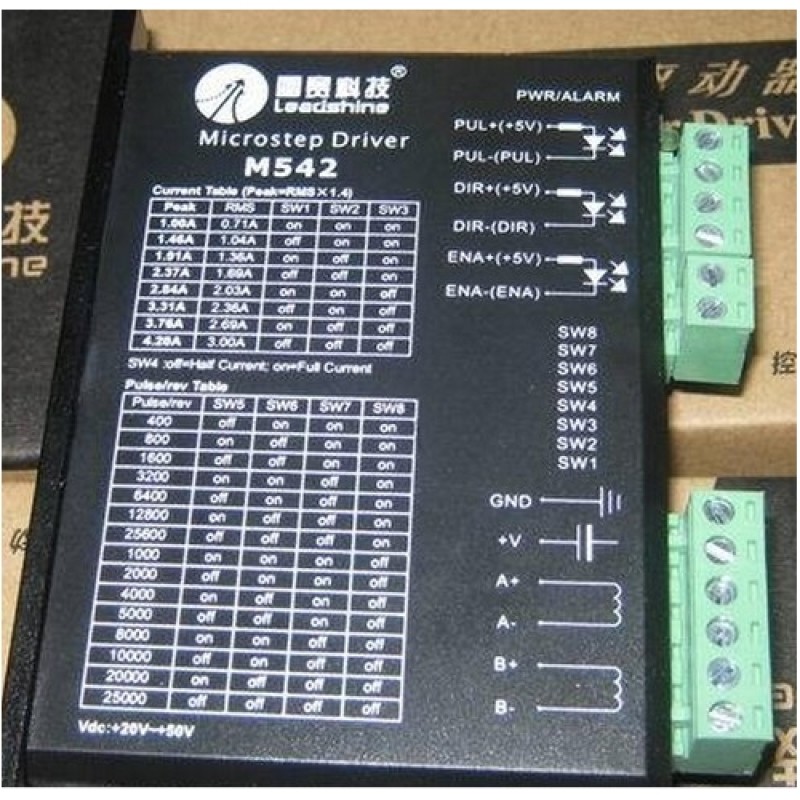 雷赛科技®
Leadshine
Microstep Driver
M542
Current Table (Peak=RMS×1.4)
Peak RMS SW1 SW2 SW3
1.00A 0.71A on on on
1.46A 1.04A off on on
1.91A 1.36A on off on
2.37A 1.69A off off on
2.84A 2.03A on on off
3.31A 2.36A off on off
3.76A 2.69A on off off
4.20A 3.00A off off off
SW4 :off=Half Current; on=Full Current
Pulse/rev Table
Pulse/rev SW5 SW6 SW7 SW8
400 off on on on
800 on off on on
1600 off off on on
3200 on on off on
6400 off on off on
12800 on off off on
25600 off off off on
1000 on on on off
2000 off on on off
4000 on off on off
5000 off off on off
8000 on on off off
10000 off on off off
20000 on off off off
25000 off off off off
Vdc:+20V~+50V
PWR/ALARM
PUL+(+5V)
PUL-(PUL)
DIR+(+5V)
DIR-(DIR)
ENA+(+5V)
ENA-(ENA)
SW8
SW7
SW6
SW5
SW4
SW3
SW2
SW1
GND
+V
A+
A-
B+
B-
动器
r Driv
技
ne
控